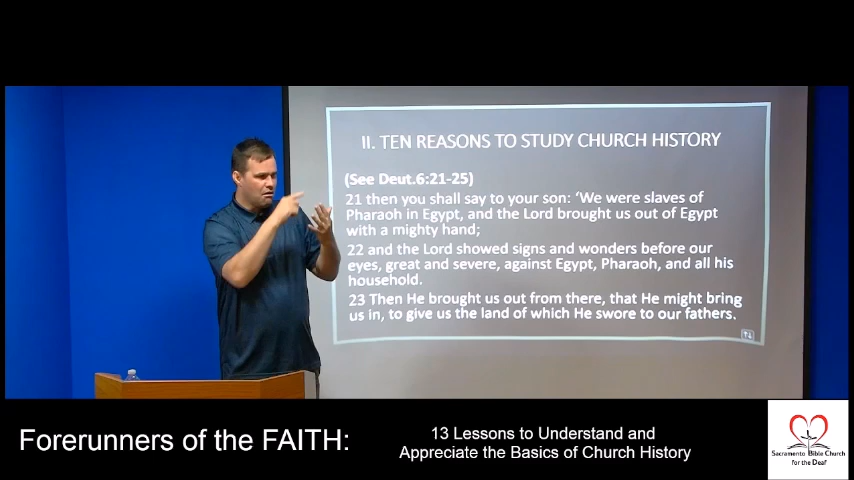 II. TEN REASONS TO STUDY CHURCH HISTORY
(See Deut.6:21-25)
21 then you shall say to your son: ‘We were slaves of
Pharaoh in Egypt, and the Lord brought us out of Egypt
with a mighty hand;
22 and the Lord showed signs and wonders before our
eyes, great and severe, against Egypt, Pharaoh, and all his
household.
23 Then He brought us out from there, that He might bring
us in, to give us the land of which He swore to our fathers.
Forerunners of the FAITH:
13 Lessons to Understand and
Appreciate the Basics of Church History
Sacramento Bible Church
for the Deaf